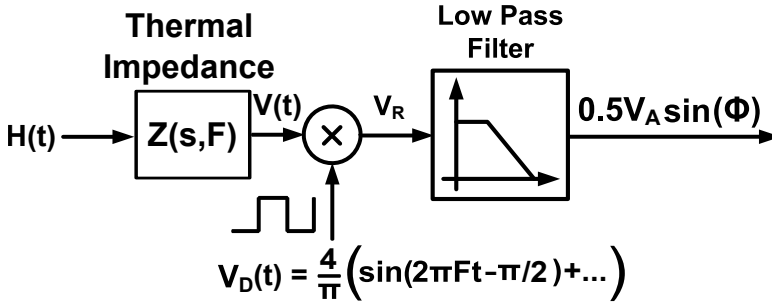 Thermal
Impedance
Low Pass
Filter
H(t)
Z(s,F)
V(t)
×
V_R
0.5V_A sin(Φ)
V_D(t) = 4/π (sin(2πFt-π/2)+...)